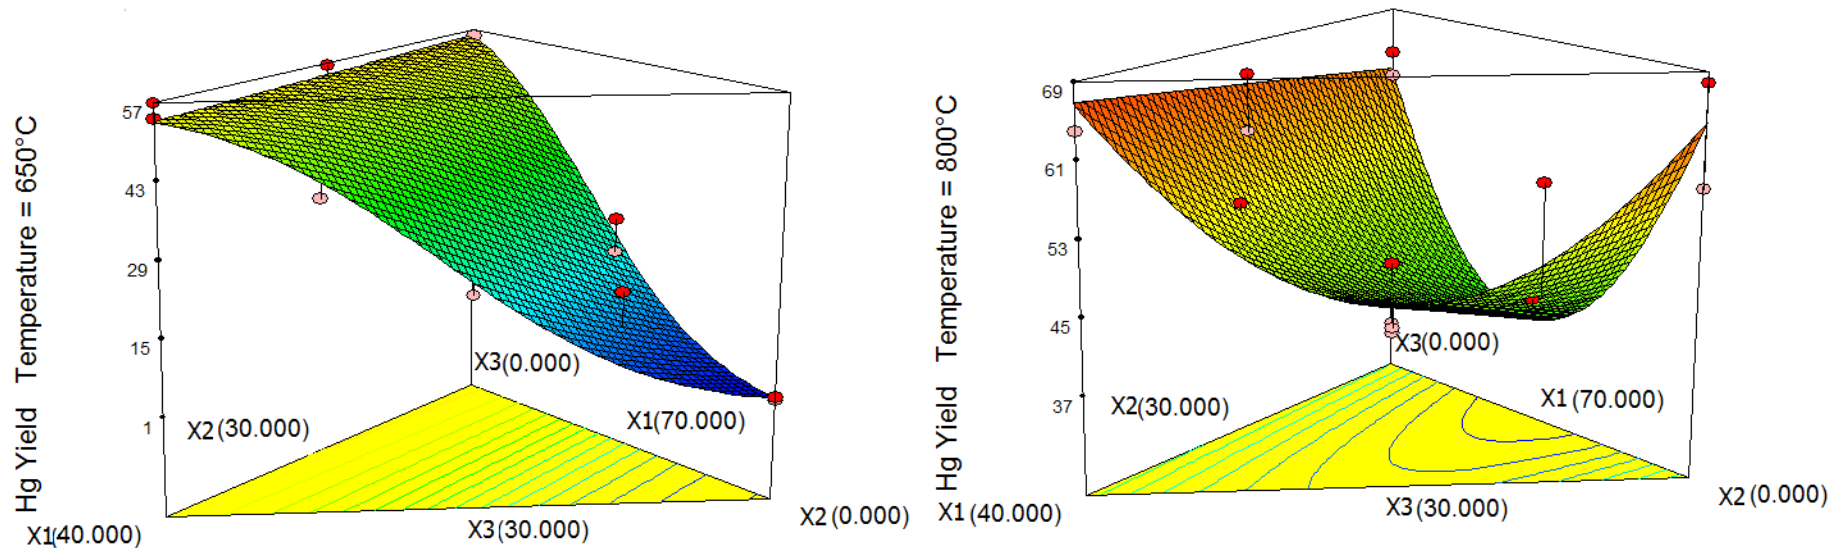 Hg Yield Temperature = 650°C
57
43
29
15
1
X3(0.000)
X2(30.000)
X1(70.000)
X1(40.000)
X3(30.000)
X2(0.000)
Hg Yield Temperature = 800°C
69
61
53
45
37
X3(0.000)
X2(30.000)
X1(70.000)
X1(40.000)
X3(30.000)
X2(0.000)